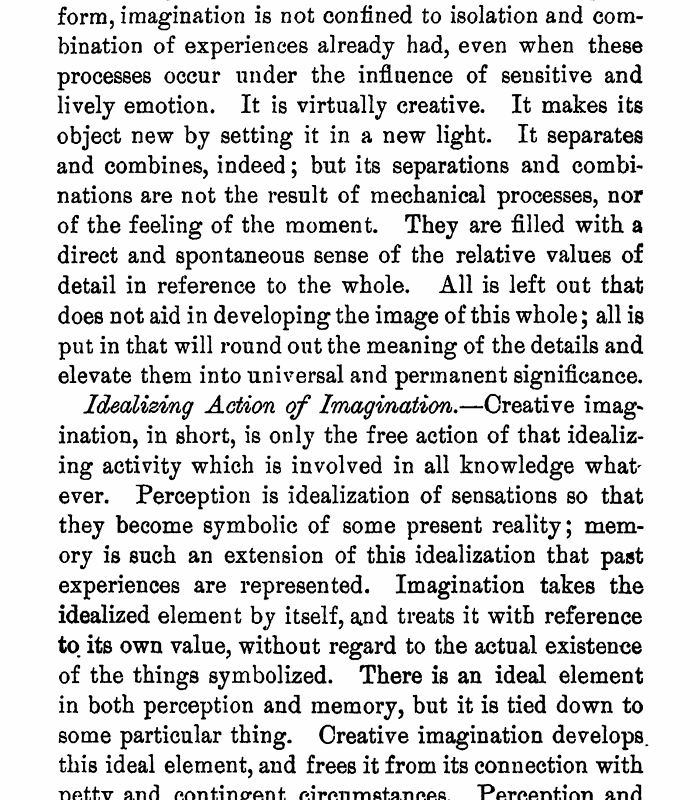 form, imagination is not confined to isolation and com-
bination of experiences already had, even when these
processes occur under the influence of sensitive and
lively emotion. It is virtually creative. It makes its
object new by setting it in a new light. It separates
and combines, indeed; but its separations and combi-
nations are not the result of mechanical processes, nor
of the feeling of the moment. They are filled with a
direct and spontaneous sense of the relative values of
detail in reference to the whole. All is left out that
does not aid in developing the image of this whole; all is
put in that will round out the meaning of the details and
elevate them into universal and permanent significance.
Idealizing Action of Imagination.—Creative imag-
ination, in short, is only the free action of that idealiz-
ing activity which is involved in all knowledge what-
ever. Perception is idealization of sensations so that
they become symbolic of some present reality; mem-
ory is such an extension of this idealization that past
experiences are represented. Imagination takes the
idealized element by itself, and treats it with reference
to its own value, without regard to the actual existence
of the things symbolized. There is an ideal element
in both perception and memory, but it is tied down to
some particular thing. Creative imagination develops
this ideal element, and frees it from its connection with
petty and contingent circumstances. Perception and